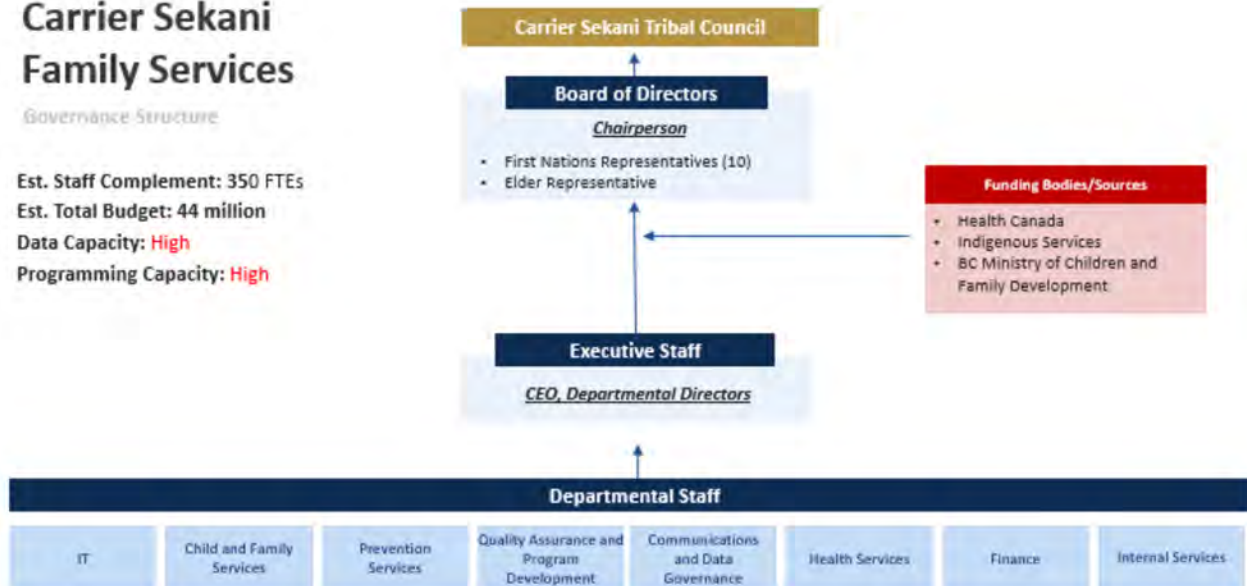 Carrier Sekani
Family Services
Governance Structure
Est. Staff Complement: 350 FTEs
Est. Total Budget: 44 million
Data Capacity: High
Programming Capacity: High
Carrier Sekani Tribal Council
Board of Directors
Chairperson
• First Nations Representatives (10)
• Elder Representative
Funding Bodies/Sources
• Health Canada
• Indigenous Services
• BC Ministry of Children and
Family Development
Executive Staff
CEO, Departmental Directors
Departmental Staff
IT
Child and Family
Services
Prevention
Services
Quality Assurance and
Program
Development
Communications
and Data
Governance
Health Services
Finance
Internal Services